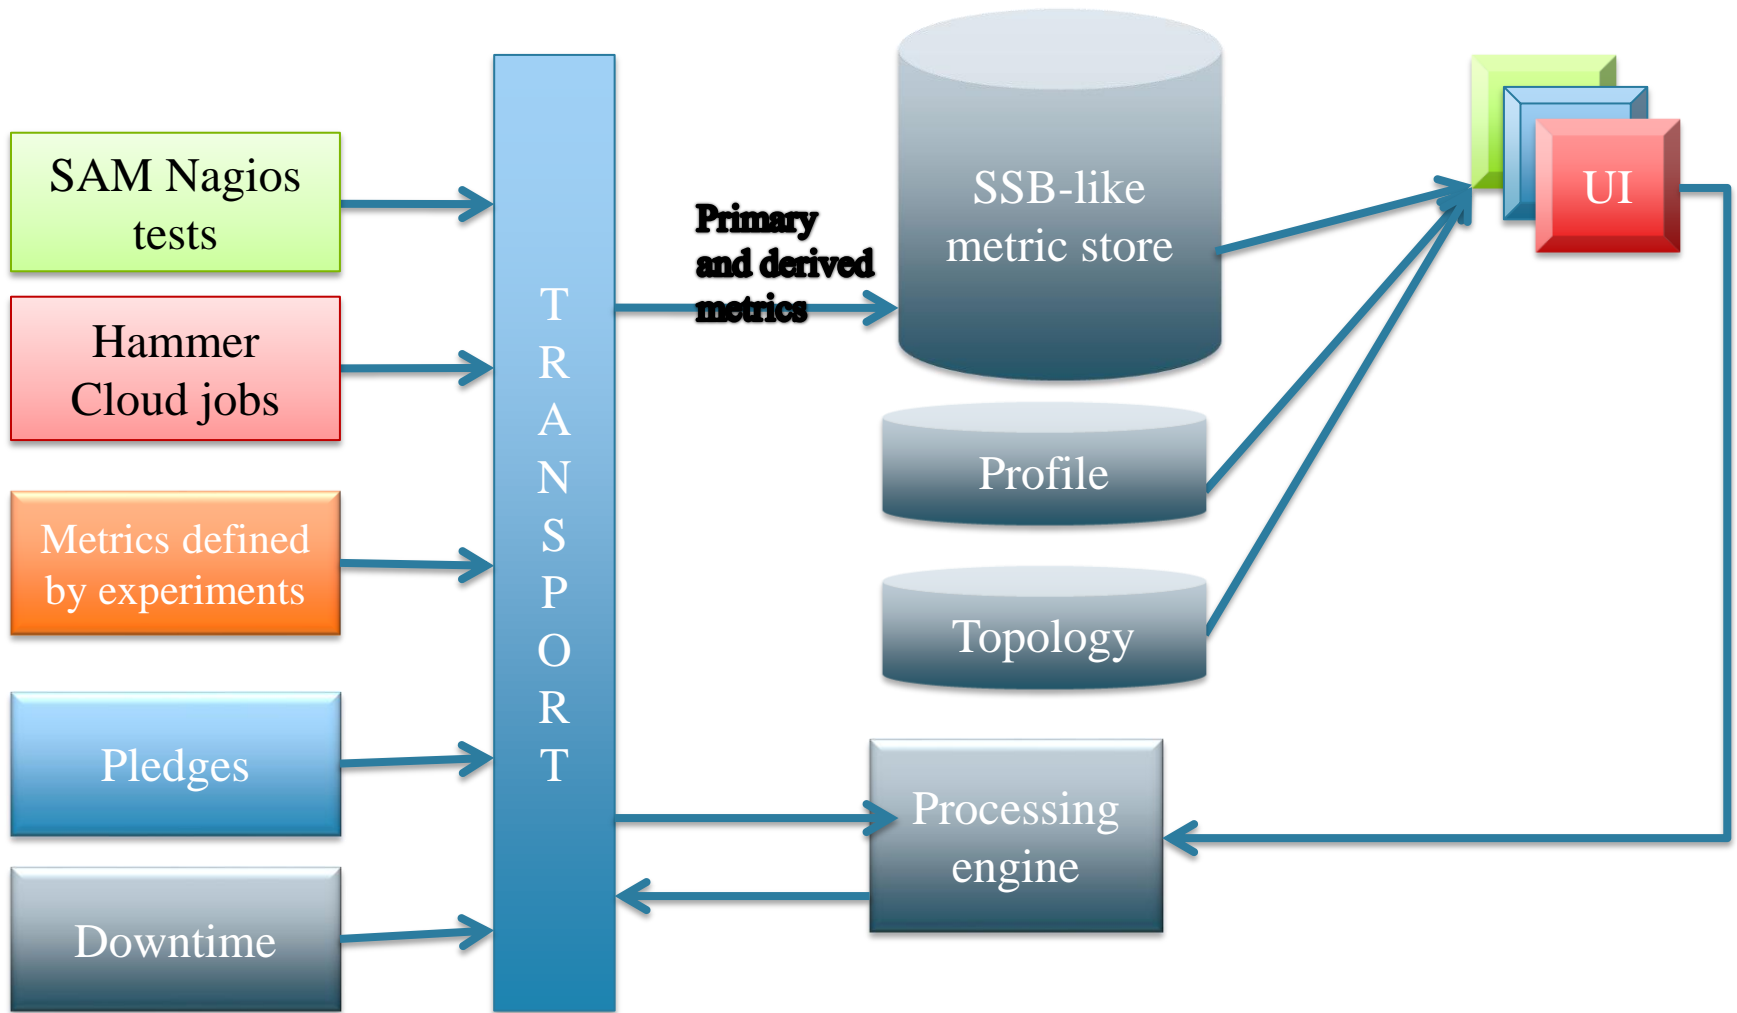 SAM Nagios
tests
Hammer
Cloud jobs
Metrics defined
by experiments
Pledges
Downtime
T
R
A
N
S
P
O
R
T
Primary
and derived
metrics
SSB-like
metric store
Profile
Topology
Processing
engine
UI